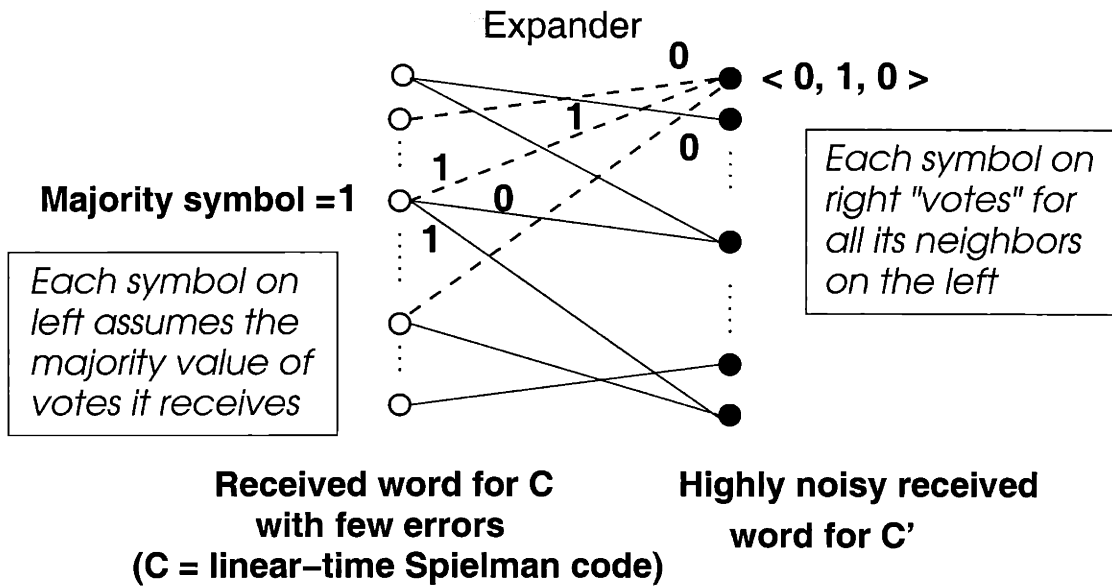 Expander
0
< 0, 1, 0 >
1
0
1
Majority symbol =1
0
1
Each symbol on
right "votes" for
all its neighbors
on the left
Each symbol on
left assumes the
majority value of
votes it receives
Received word for C
with few errors
(C = linear–time Spielman code)
Highly noisy received
word for C'